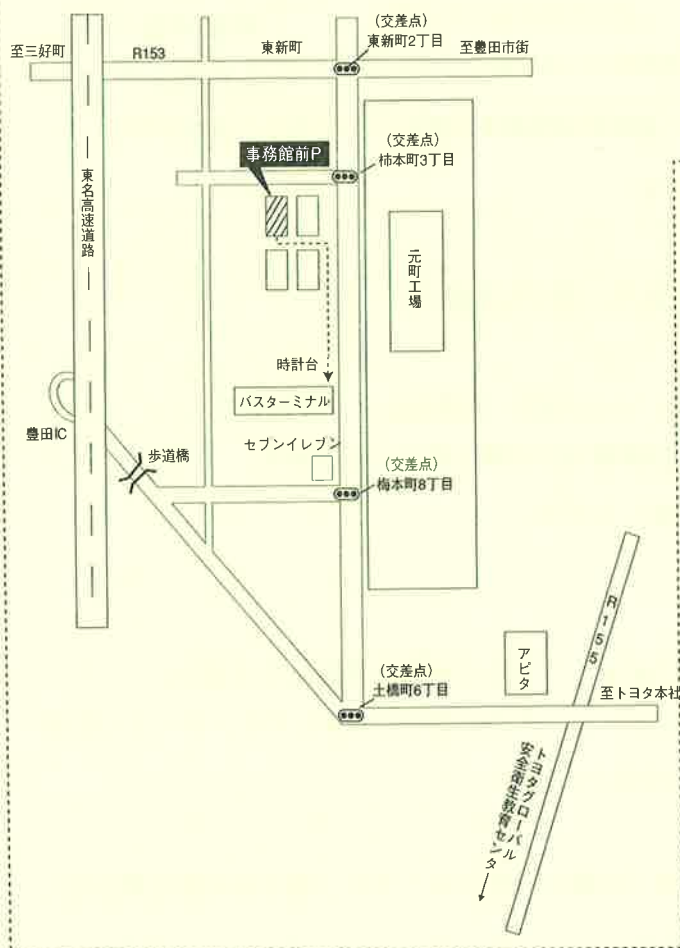 (交差点)
東新町2丁目
至三好町
R153
東新町
至豊田市街
(交差点)
柿本町3丁目
事務館前P
東名高速道路
元町工場
時計台
バスターミナル
豊田IC
歩道橋
セブンイレブン
(交差点)
梅本町8丁目
R155
アピタ
(交差点)
土橋町6丁目
至トヨタ本社
トヨタグローバル
安全衛生教育センタ